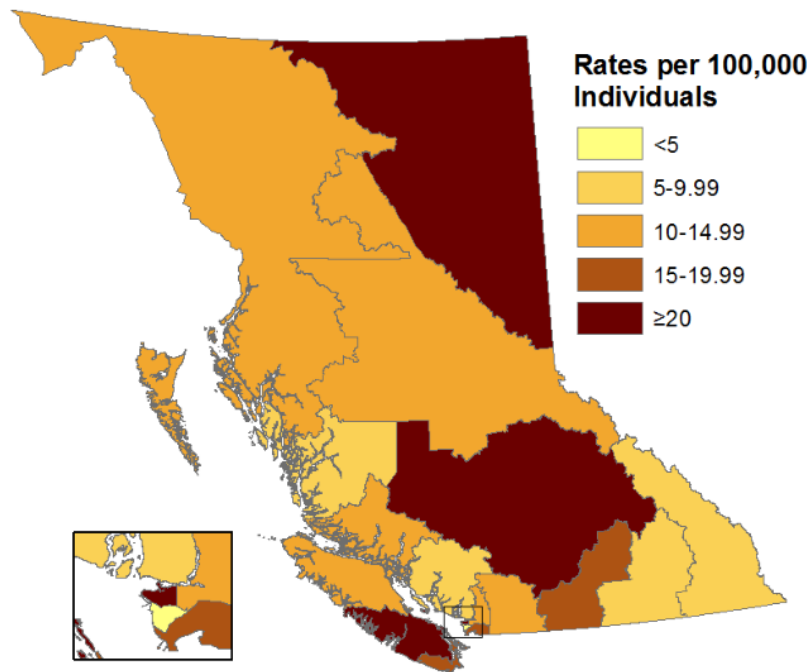 Rates per 100,000
Individuals
<5
5-9.99
10-14.99
15-19.99
≥20